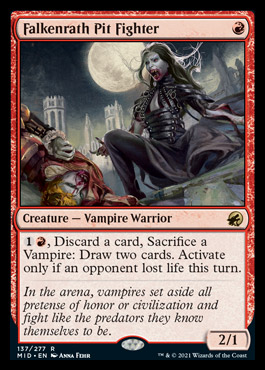 Falkenrath Pit Fighter
Creature — Vampire Warrior
1 R, Discard a card, Sacrifice a
Vampire: Draw two cards. Activate
only if an opponent lost life this turn.
In the arena, vampires set aside all
pretense of honor or civilization and
fight like the predators they know
themselves to be.
2/1
137/277 R
MID • EN Anna Fehr
™ & © 2021 Wizards of the Coast